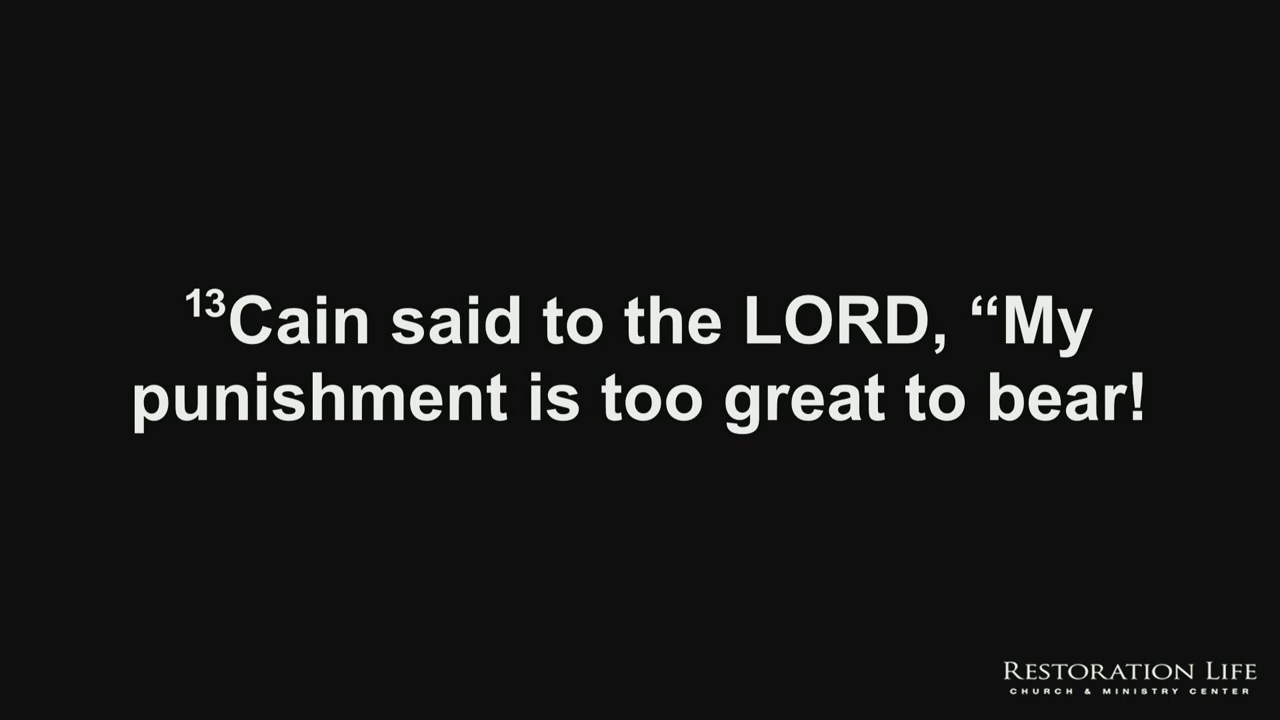 ¹³Cain said to the LORD, “My
punishment is too great to bear!
RESTORATION LIFE
CHURCH & MINISTRY CENTER